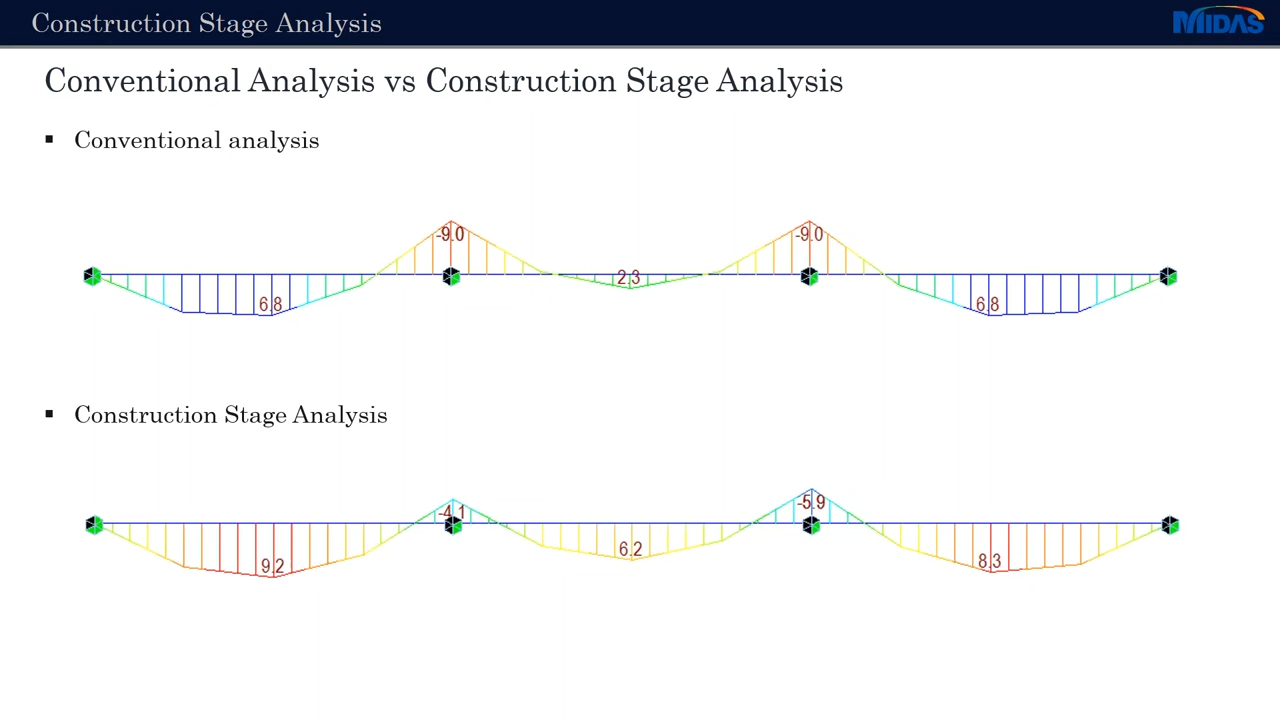 Construction Stage Analysis
MIDAS
Conventional Analysis vs Construction Stage Analysis
▪ Conventional analysis
-9.0 -9.0
2.3
6.8 6.8
▪ Construction Stage Analysis
-4.1 -5.9
6.2
9.2 8.3